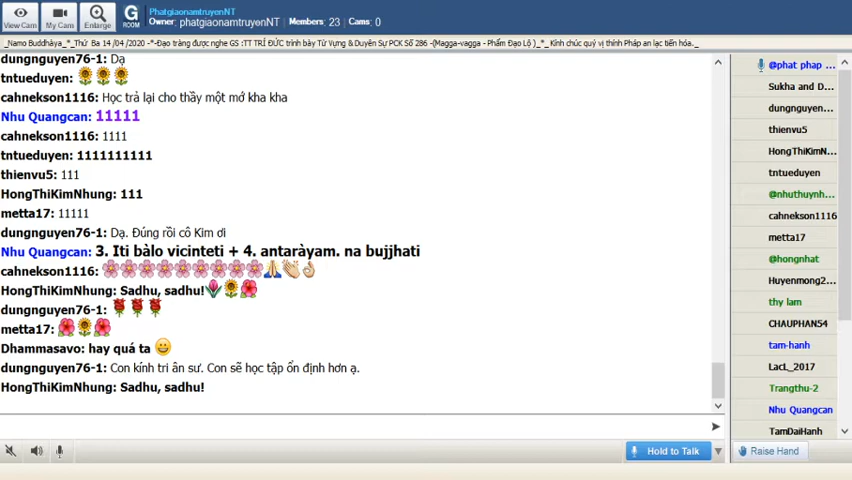 View Cam
My Cam
Enlarge
G
ROOM
PhatgiaonamtruyenNT
Owner: phatgiaonamtruyenNT Members: 23 Cams: 0
_Namo Buddhàya_*_Thứ Ba 14 /04 /2020 -*-Đạo tràng được nghe GS :TT TRÍ ĐỨC trình bày Từ Vựng & Duyên Sự PCK Số 286 -(Magga-vagga - Phẩm Đạo Lộ )_*_ Kính chúc quý vị thính Pháp an lạc tiến hóa._
dungnguyen76-1: Dạ
tntueduyen:
cahnekson1116: Học trả lại cho thầy một mớ kha kha
Nhu Quangcan: 11111
cahnekson1116: 1111
tntueduyen: 1111111111
thienvu5: 111
HongThiKimNhung: 111
metta17: 11111
dungnguyen76-1: Dạ. Đúng rồi cô Kim ơi
Nhu Quangcan: 3. Iti bàlo vicinteti + 4. antaràyam. na bujjhati
cahnekson1116:
HongThiKimNhung: Sadhu, sadhu!
dungnguyen76-1:
metta17:
Dhammasavo: hay quá ta
dungnguyen76-1: Con kính tri ân sư. Con sẽ học tập ổn định hơn ạ.
HongThiKimNhung: Sadhu, sadhu!
@phat phap ...
Sukha and D...
dungnguyen...
thienvu5
HongThiKimN...
tntueduyen
@nhuthuynh...
cahnekson1116
metta17
@hongnhat
Huyenmong2...
thy lam
CHAUPHAN54
tam-hanh
LacL_2017
Trangthu-2
Nhu Quangcan
TamDaiHanh
Hold to Talk
Raise Hand